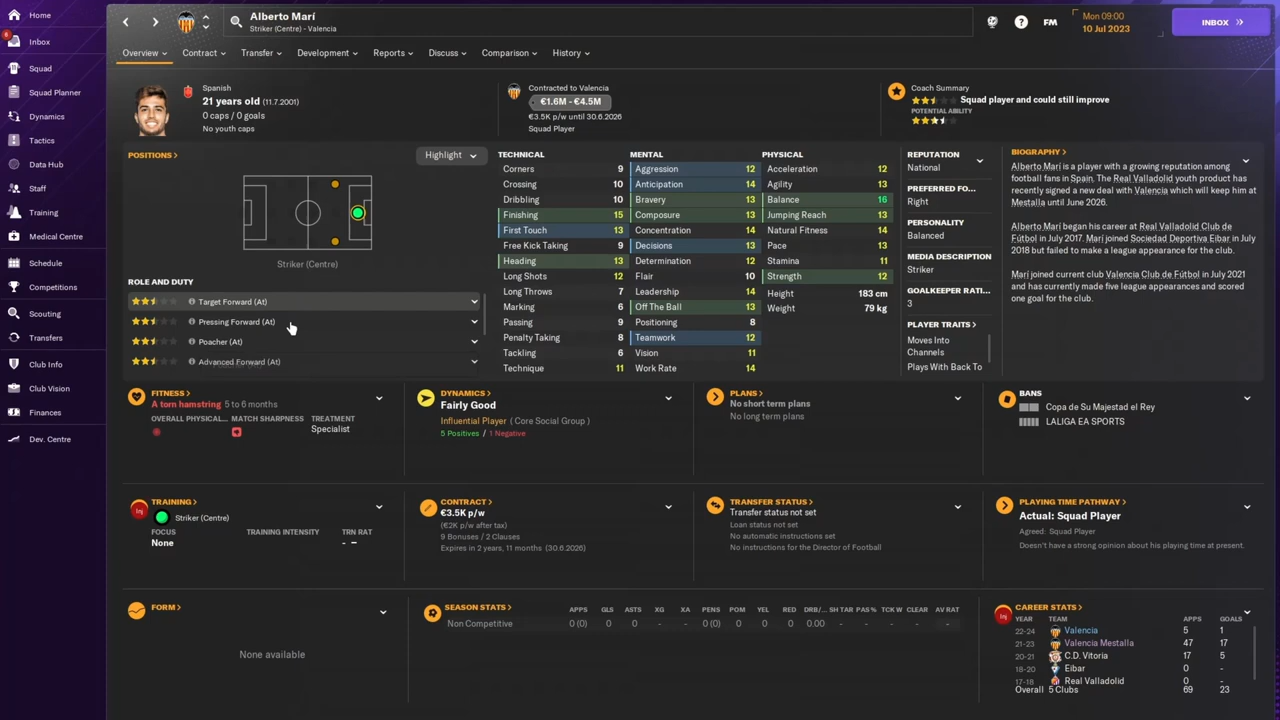 Home
6
Inbox
Squad
Squad Planner
Dynamics
Tactics
Data Hub
Staff
Training
Medical Centre
Schedule
Competitions
Scouting
Transfers
Club Info
Club Vision
Finances
Dev. Centre
Alberto Marí
Striker (Centre) - Valencia
FM
Mon 09:00
10 Jul 2023
INBOX
Overview
Contract
Transfer
Development
Reports
Discuss
Comparison
History
Spanish
21 years old (11.7.2001)
0 caps / 0 goals
No youth caps
Contracted to Valencia
€1.6M - €4.5M
€3.5K p/w until 30.6.2026
Squad Player
Coach Summary
Squad player and could still improve
POTENTIAL ABILITY
POSITIONS >
Highlight
Striker (Centre)
ROLE AND DUTY
Target Forward (At)
Pressing Forward (At)
Poacher (At)
Advanced Forward (At)
TECHNICAL
Corners 9
Crossing 10
Dribbling 10
Finishing 15
First Touch 13
Free Kick Taking 9
Heading 13
Long Shots 12
Long Throws 7
Marking 6
Passing 9
Penalty Taking 8
Tackling 6
Technique 11
MENTAL
Aggression 12
Anticipation 14
Bravery 13
Composure 13
Concentration 14
Decisions 13
Determination 12
Flair 10
Leadership 14
Off The Ball 13
Positioning 8
Teamwork 12
Vision 11
Work Rate 14
PHYSICAL
Acceleration 12
Agility 13
Balance 16
Jumping Reach 13
Natural Fitness 14
Pace 13
Stamina 11
Strength 12
Height 183 cm
Weight 79 kg
REPUTATION
National
PREFERRED FO...
Right
PERSONALITY
Balanced
MEDIA DESCRIPTION
Striker
GOALKEEPER RATI...
3
PLAYER TRAITS >
Moves Into
Channels
Plays With Back To
BIOGRAPHY >
Alberto Marí is a player with a growing reputation among
football fans in Spain. The Real Valladolid youth product has
recently signed a new deal with Valencia which will keep him at
Mestalla until June 2026.
Alberto Marí began his career at Real Valladolid Club de
Fútbol in July 2017. Marí joined Sociedad Deportiva Eibar in July
2018 but failed to make a league appearance for the club.
Marí joined current club Valencia Club de Fútbol in July 2021
and has currently made five league appearances and scored
one goal for the club.
FITNESS >
A torn hamstring 5 to 6 months
OVERALL PHYSICAL... MATCH SHARPNESS TREATMENT
Specialist
DYNAMICS >
Fairly Good
Influential Player ( Core Social Group )
5 Positives / 1 Negative
PLANS >
No short term plans
No long term plans
BANS
Copa de Su Majestad el Rey
LALIGA EA SPORTS
TRAINING >
Inj
Striker (Centre)
FOCUS TRAINING INTENSITY TRN RAT
None - -
CONTRACT >
€3.5K p/w
(€2K p/w after tax)
9 Bonuses / 2 Clauses
Expires in 2 years, 11 months (30.6.2026)
TRANSFER STATUS >
Transfer status not set
Loan status not set
No automatic instructions set
No instructions for the Director of Football
PLAYING TIME PATHWAY >
Actual: Squad Player
Agreed: Squad Player
Doesn't have a strong opinion about his playing time at present.
FORM >
None available
SEASON STATS >
APPS GLS ASTS XG XA PENS POM YEL RED DRB/... SH TAR PAS % TCK W CLEAR AV RAT
Non Competitive 0 (0) 0 0 - - 0 (0) 0 0 0 0.00 - - - - -
Inj
CAREER STATS >
YEAR TEAM APPS GOALS
22-24 Valencia 5 1
21-23 Valencia Mestalla 47 17
20-21 C.D. Vitoria 17 5
18-20 Eibar 0 -
17-18 Real Valladolid 0 -
Overall 5 Clubs 69 23